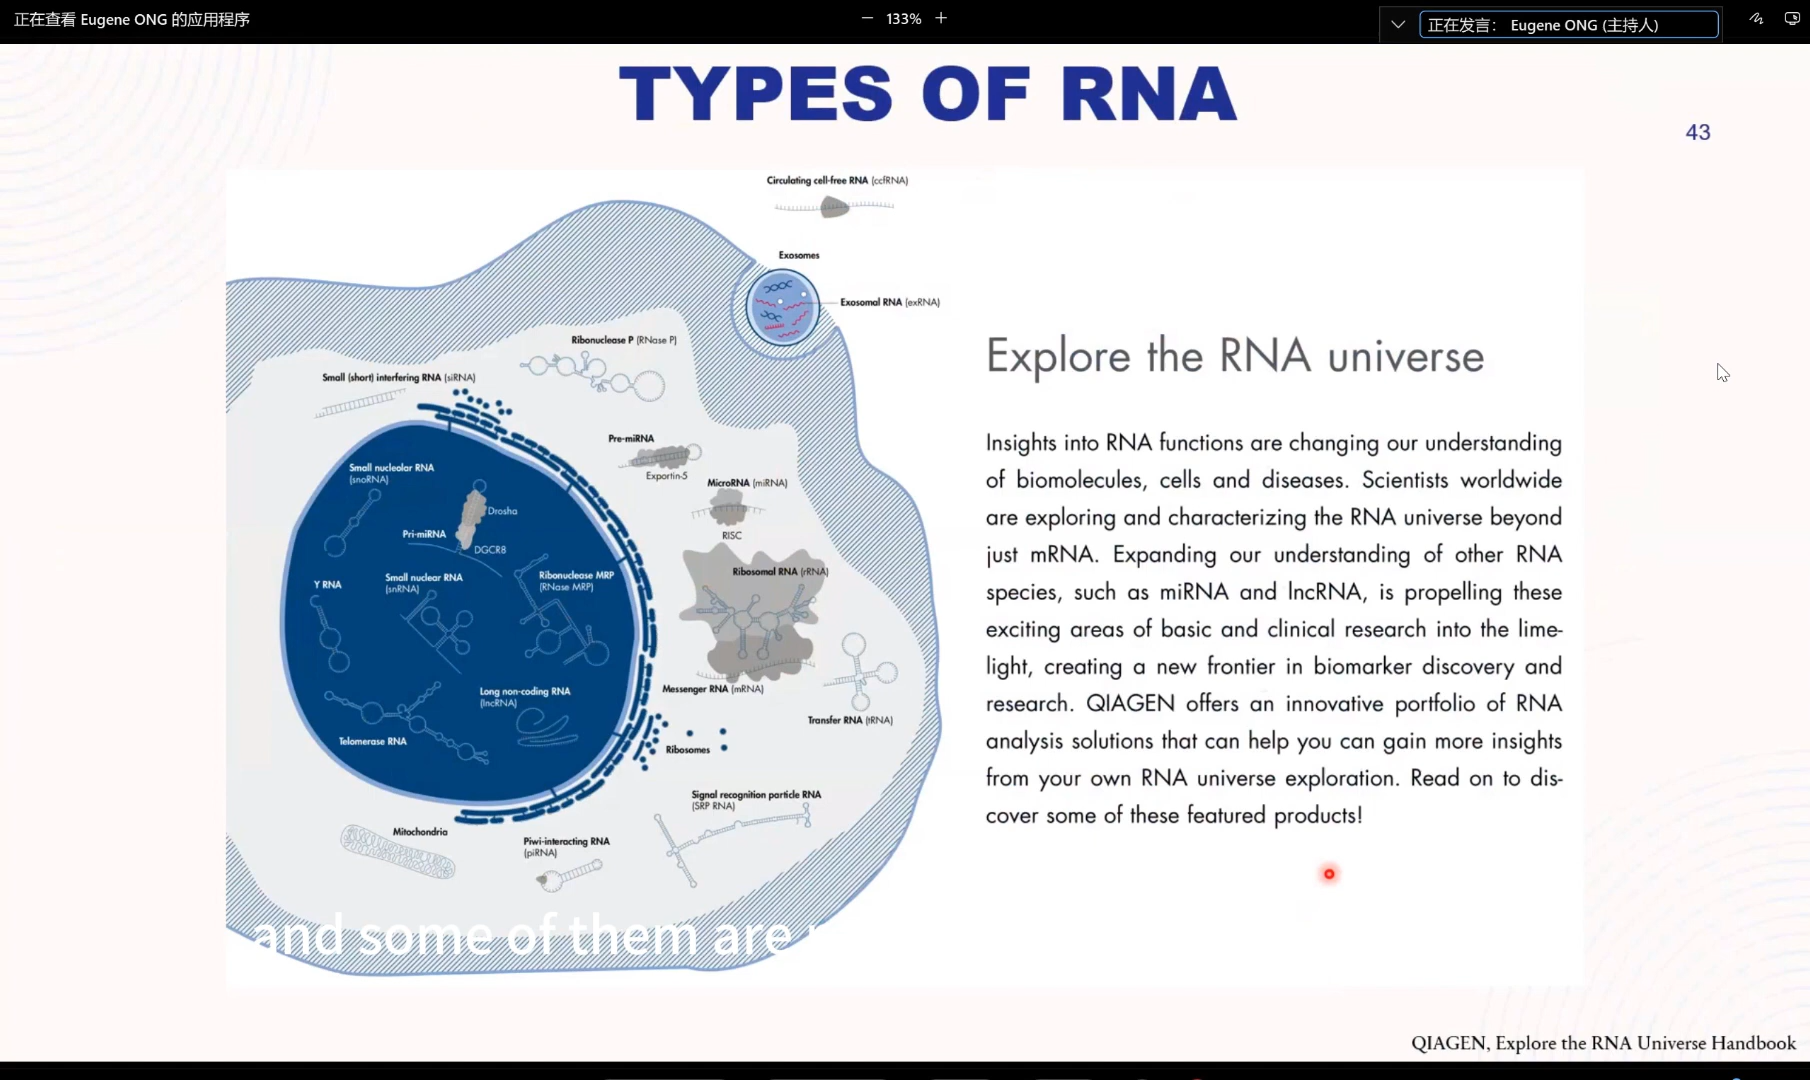 正在查看 Eugene ONG 的应用程序
133%
正在发言： Eugene ONG (主持人)
TYPES OF RNA
43
Circulating cell-free RNA (ccfRNA)
Exosomes
Exosomal RNA (exRNA)
Ribonuclease P (RNase P)
Small (short) interfering RNA (siRNA)
Pre-miRNA
Exportin-5
MicroRNA (miRNA)
RISC
Small nucleolar RNA
(snoRNA)
Drosha
Pri-miRNA
DGCR8
Y RNA
Small nuclear RNA
(snRNA)
Ribonuclease MRP
(RNase MRP)
Ribosomal RNA (rRNA)
Long non-coding RNA
(lncRNA)
Messenger RNA (mRNA)
Transfer RNA (tRNA)
Telomerase RNA
Ribosomes
Signal recognition particle RNA
(SRP RNA)
Mitochondria
Piwi-interacting RNA
(piRNA)
Explore the RNA universe
Insights into RNA functions are changing our understanding
of biomolecules, cells and diseases. Scientists worldwide
are exploring and characterizing the RNA universe beyond
just mRNA. Expanding our understanding of other RNA
species, such as miRNA and lncRNA, is propelling these
exciting areas of basic and clinical research into the lime-
light, creating a new frontier in biomarker discovery and
research. QIAGEN offers an innovative portfolio of RNA
analysis solutions that can help you can gain more insights
from your own RNA universe exploration. Read on to dis-
cover some of these featured products!
and some of them are
QIAGEN, Explore the RNA Universe Handbook